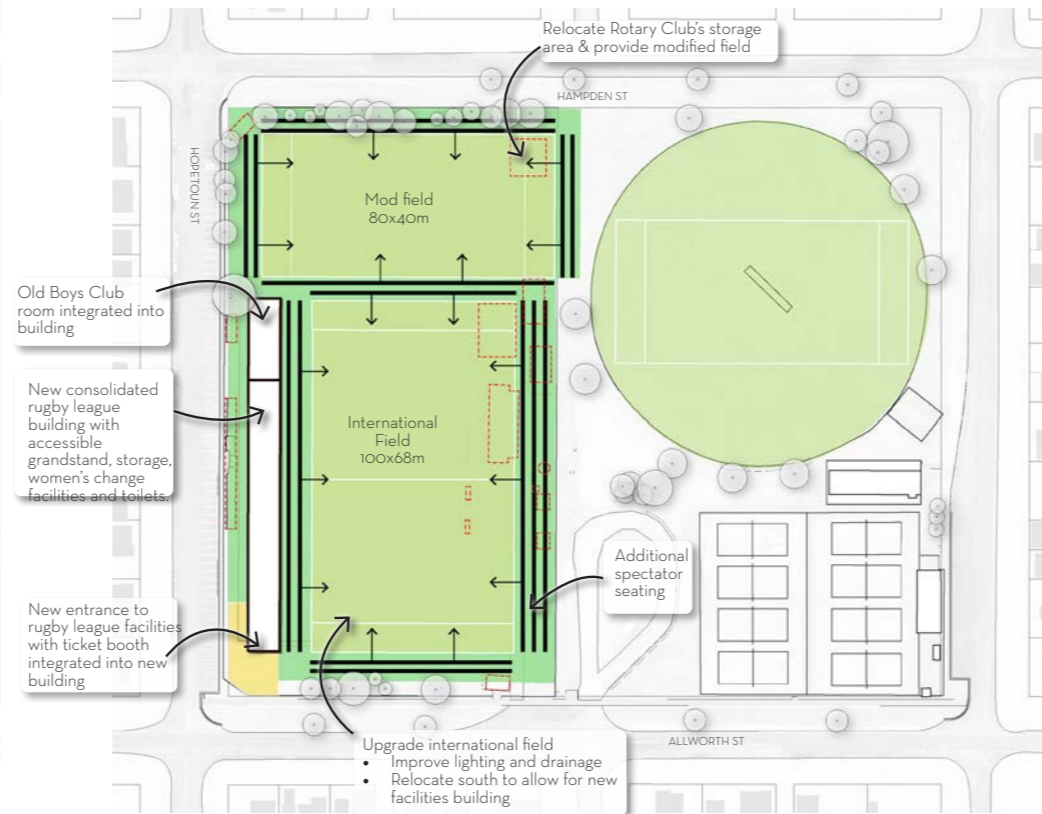 Relocate Rotary Club's storage
area & provide modified field
HAMPDEN ST
HOPETOUN ST
Mod field
80x40m
Old Boys Club
room integrated into
building
New consolidated
rugby league
building with
accessible
grandstand, storage,
women's change
facilities and toilets.
International
Field
100x68m
Additional
spectator
seating
New entrance to
rugby league facilities
with ticket booth
integrated into new
building
ALLWORTH ST
Upgrade international field
• Improve lighting and drainage
• Relocate south to allow for new
facilities building